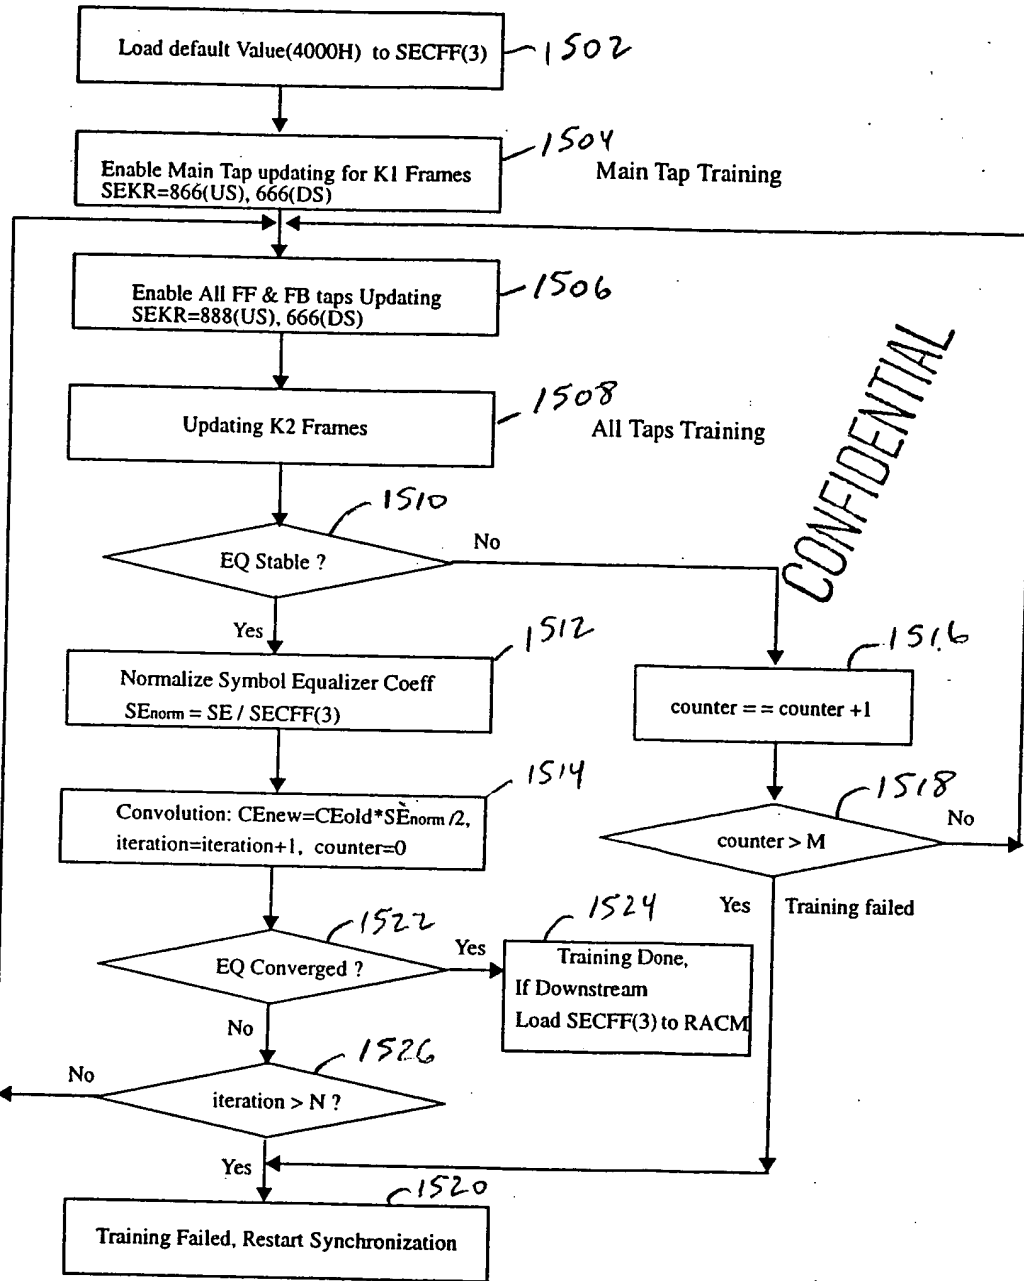 Load default Value(4000H) to SECFF(3)
1502
1504
Enable Main Tap updating for K1 Frames
SEKR=866(US), 666(DS)
Main Tap Training
1506
Enable All FF & FB taps Updating
SEKR=888(US), 666(DS)
1508
Updating K2 Frames
All Taps Training
CONFIDENTIAL
1510
EQ Stable ?
No
Yes
1512
Normalize Symbol Equalizer Coeff
SEnorm = SE / SECFF(3)
1516
counter == counter +1
1514
Convolution: CEnew=CEold*SEnorm /2,
iteration=iteration+1, counter=0
1518
counter > M
No
Yes
Training failed
1522
EQ Converged ?
Yes
1524
Training Done,
If Downstream
Load SECFF(3) to RACM
No
1526
No
iteration > N ?
Yes
1520
Training Failed, Restart Synchronization